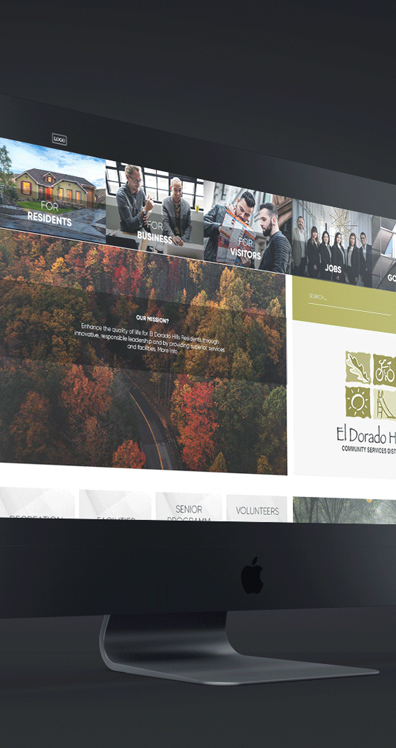 LOGO
FOR
RESIDENTS
FOR
BUSINESS
FOR
VISITORS
JOBS
GO
OUR MISSION?
Enhance the quality of life for El Dorado Hills Residents through
innovative, responsible leadership and by providing superior services
and facilities. More Info
SEARCH...
El Dorado H
COMMUNITY SERVICES DIST
RECREATION
FACILITIES
SENIOR
PROGRAMM
VOLUNTEERS